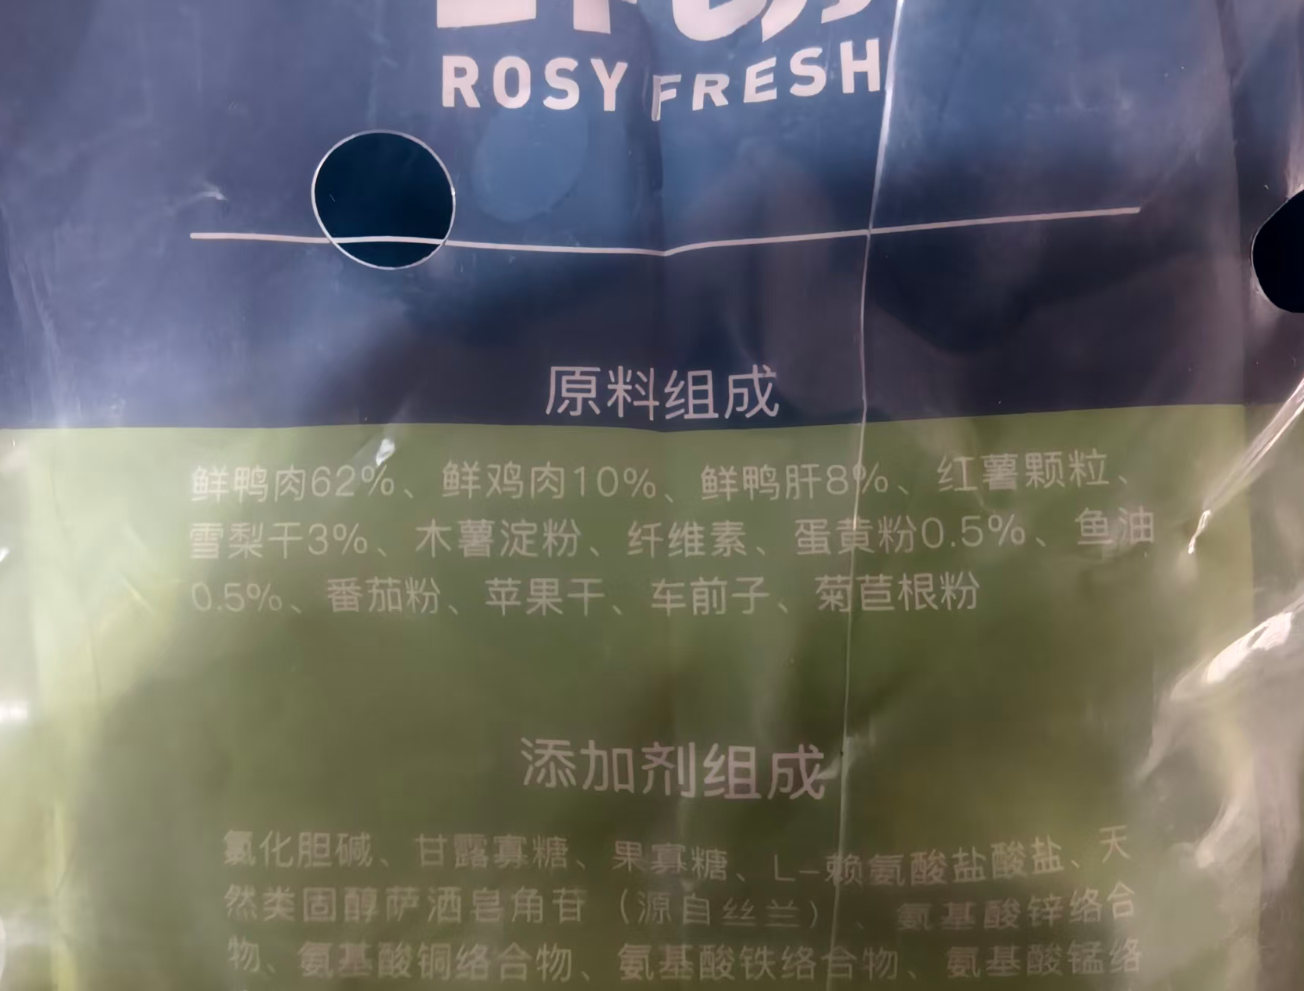 ROSY FRESH
原料组成
鲜鸭肉62%、鲜鸡肉10%、鲜鸭肝8%、红薯颗粒、
雪梨干3%、木薯淀粉、纤维素、蛋黄粉0.5%、鱼油
0.5%、番茄粉、苹果干、车前子、菊苣根粉
添加剂组成
氯化胆碱、甘露寡糖、果寡糖、L-赖氨酸盐酸盐、天
然类固醇萨洒皂角苷（源自丝兰）、氨基酸锌络合
物、氨基酸铜络合物、氨基酸铁络合物、氨基酸锰络